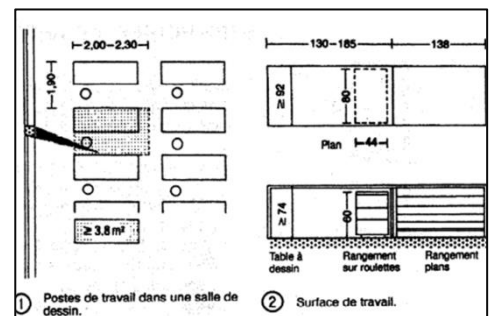 2,00-2,30
1,90
≥ 3,8 m²
① Postes de travail dans une salle de
dessin.
130-165
138
≥ 92
80
Plan
44
≥ 74
60
Table à
dessin
Rangement
sur roulettes
Rangement
plans
② Surface de travail.